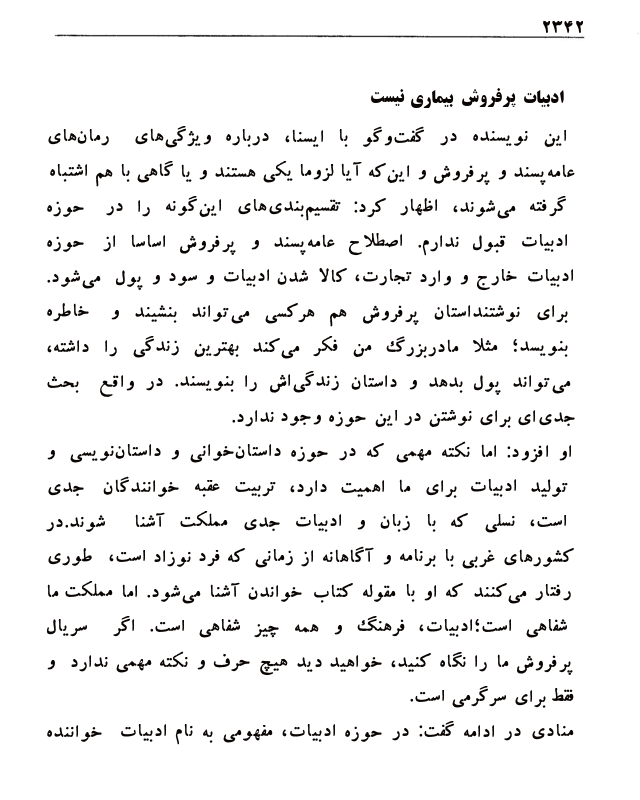 ۲۳۴۲
ادبیات پرفروش بیماری نیست
این نویسنده در گفت‌وگو با ایسنا، درباره ویژگی‌های رمان‌های
عامه‌پسند و پرفروش و این‌که آیا لزوما یکی هستند و یا گاهی با هم اشتباه
گرفته می‌شوند، اظهار کرد: تقسیم‌بندی‌های این‌گونه را در حوزه
ادبیات قبول ندارم. اصطلاح عامه‌پسند و پرفروش اساسا از حوزه
ادبیات خارج و وارد تجارت، کالا شدن ادبیات و سود و پول می‌شود.
برای نوشتنداستان پرفروش هم هرکسی می‌تواند بنشیند و خاطره
بنویسد؛ مثلا مادربزرگ من فکر می‌کند بهترین زندگی را داشته،
می‌تواند پول بدهد و داستان زندگی‌اش را بنویسند. در واقع بحث
جدی‌ای برای نوشتن در این حوزه وجود ندارد.
او افزود: اما نکته مهمی که در حوزه داستان‌خوانی و داستان‌نویسی و
تولید ادبیات برای ما اهمیت دارد، تربیت عقبه خوانندگان جدی
است، نسلی که با زبان و ادبیات جدی مملکت آشنا شوند.در
کشورهای غربی با برنامه و آگاهانه از زمانی که فرد نوزاد است، طوری
رفتار می‌کنند که او با مقوله کتاب خواندن آشنا می‌شود. اما مملکت ما
شفاهی است؛ادبیات، فرهنگ و همه چیز شفاهی است. اگر سریال
پرفروش ما را نگاه کنید، خواهید دید هیچ حرف و نکته مهمی ندارد و
فقط برای سرگرمی است.
منادی در ادامه گفت: در حوزه ادبیات، مفهومی به نام ادبیات خواننده